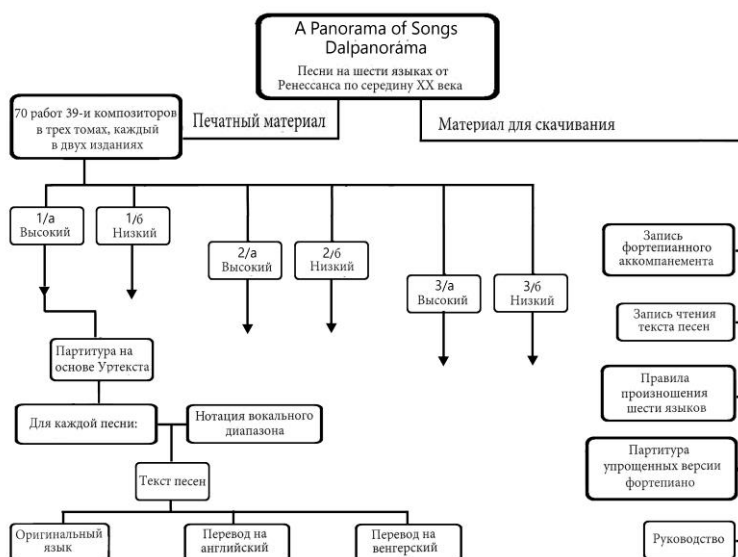 A Panorama of Songs
Dalpanoráma
Песни на шести языках от
Ренессанса по середину XX века
70 работ 39-и композиторов
в трех томах, каждый
в двух изданиях
Печатный материал
Материал для скачивания
1/а
Высокий
1/б
Низкий
2/а
Высокий
2/б
Низкий
3/а
Высокий
3/б
Низкий
Запись
фортепианного
аккомпанемента
Запись чтения
текста песен
Партитура на
основе Уртекста
Правила
произношения
шести языков
Для каждой песни:
Нотация вокального
диапазона
Партитура
упрощенных версии
фортепиано
Текст песен
Оригинальный
язык
Перевод на
английский
Перевод на
венгерский
Руководство